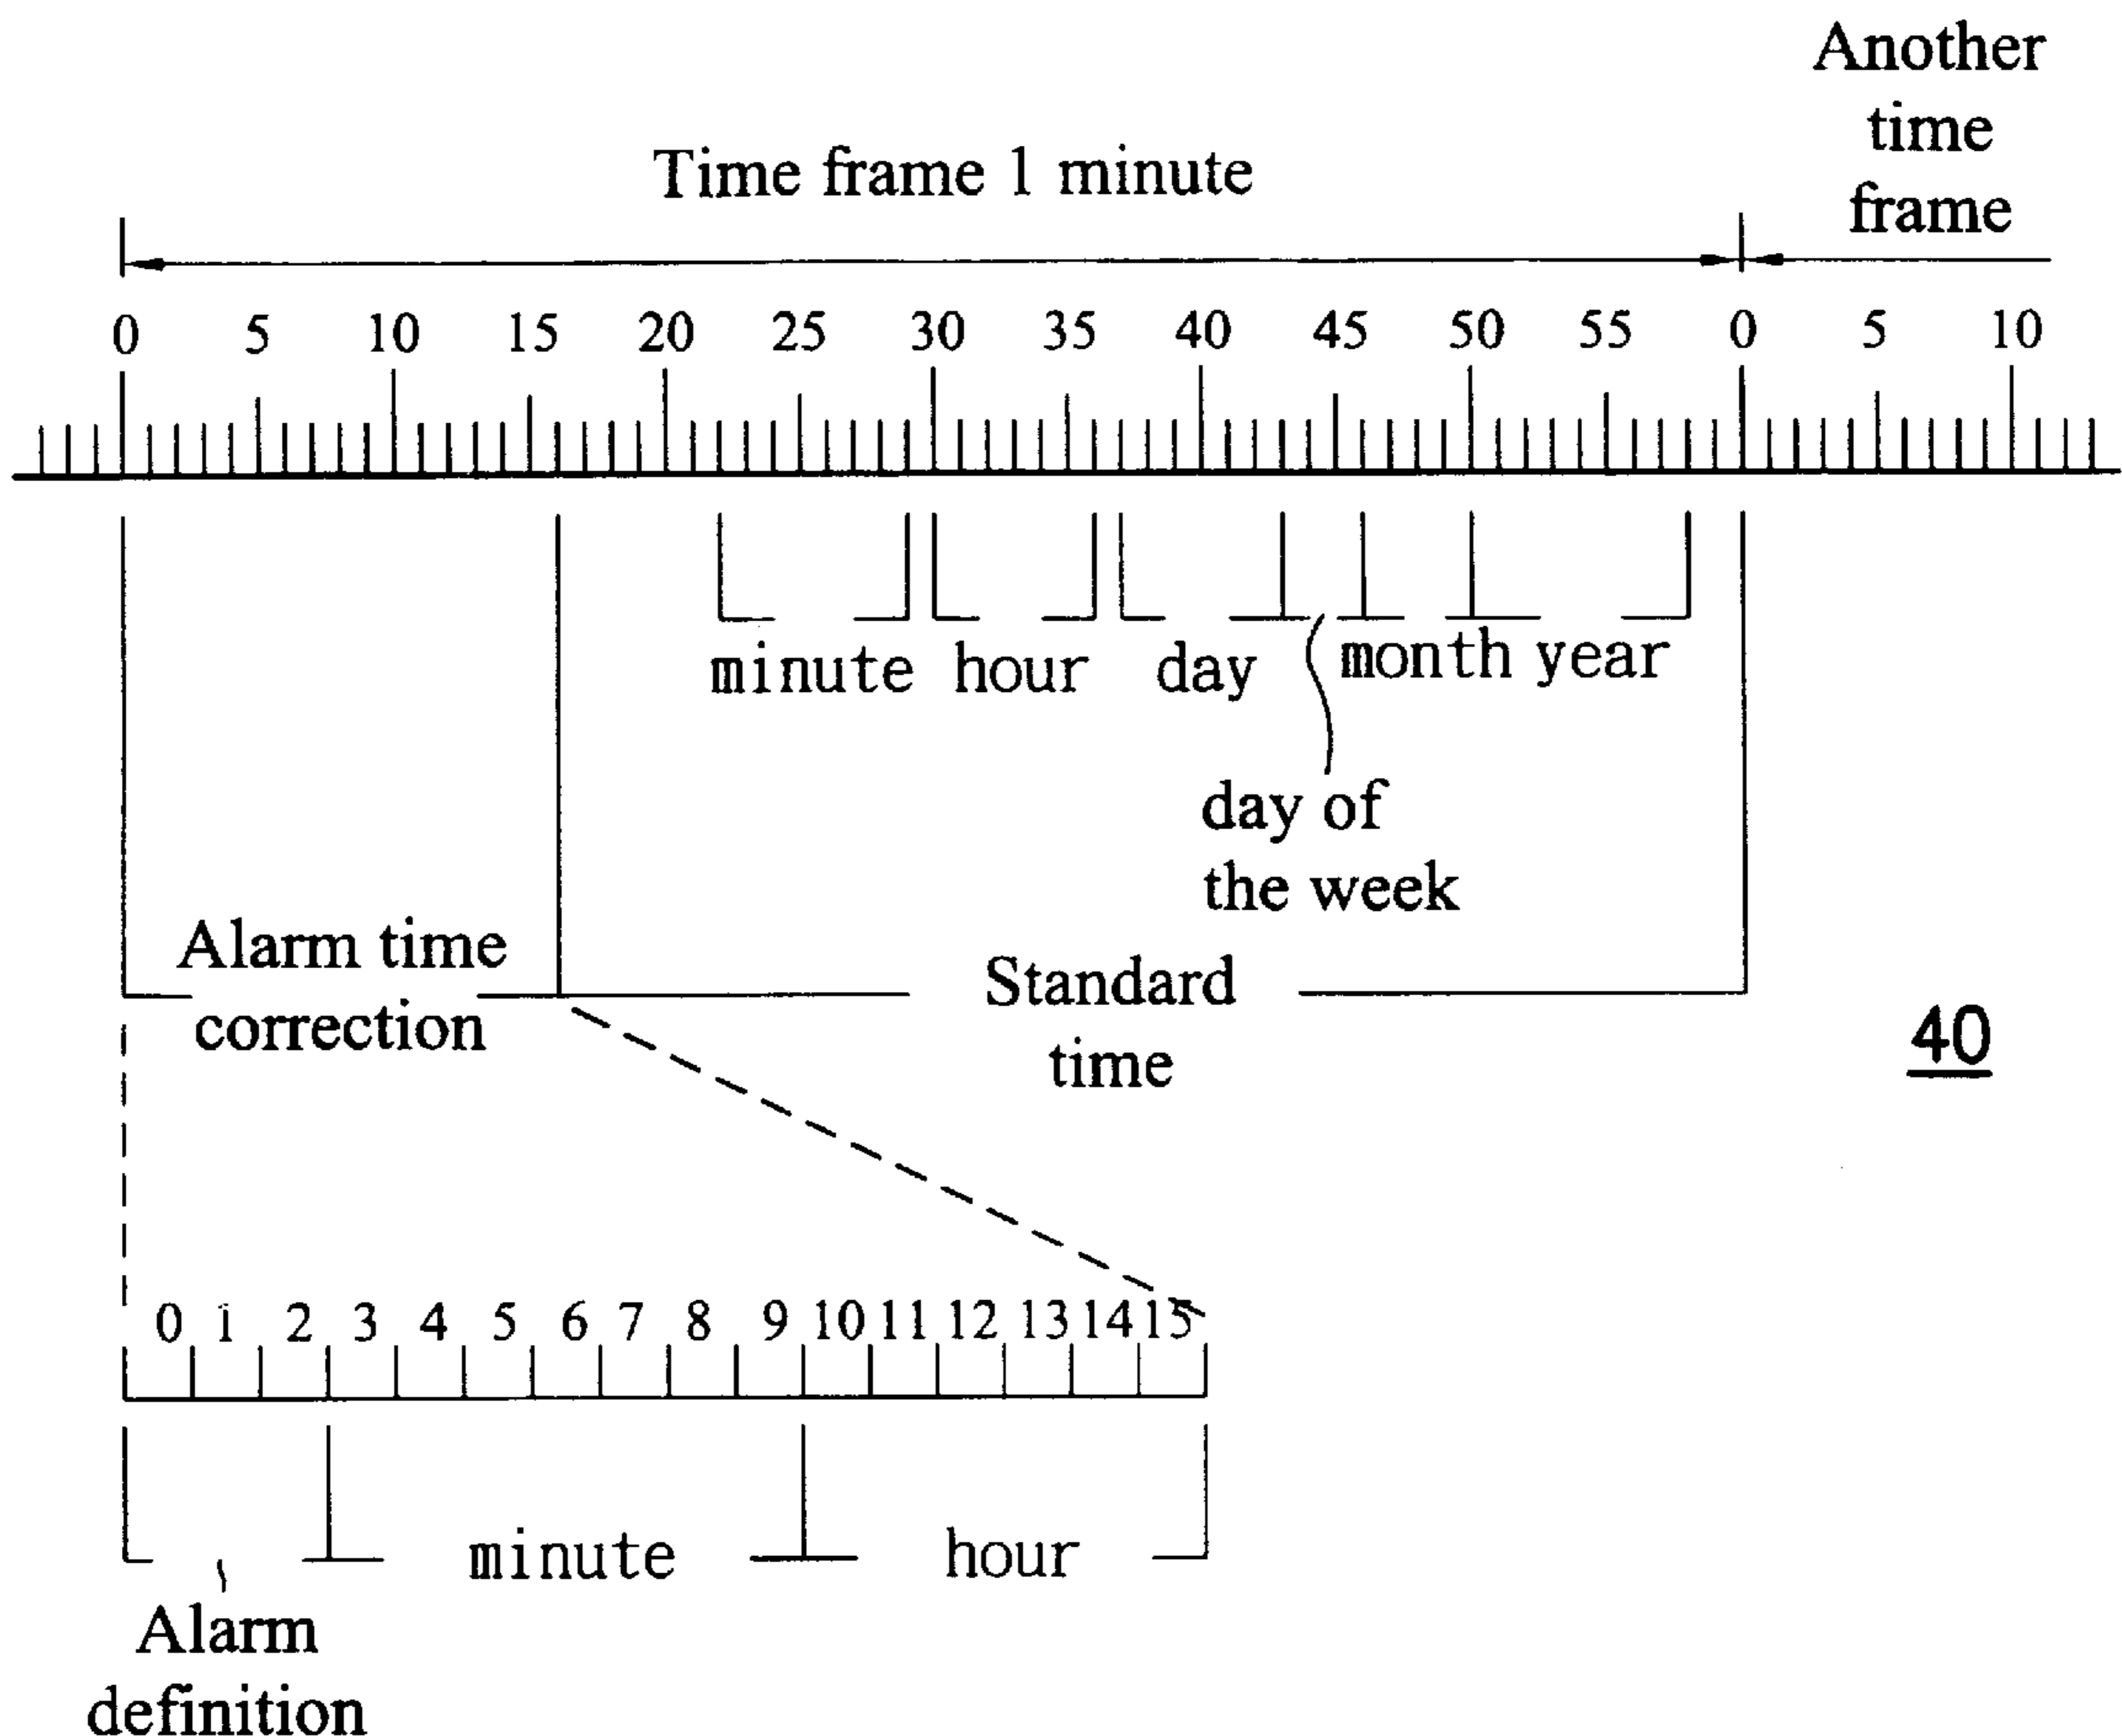 Another
time
frame
Time frame 1 minute
0 5 10 15 20 25 30 35 40 45 50 55 0 5 10
minute hour day month year
day of
the week
Alarm time
correction
Standard
time
40
0 1 2 3 4 5 6 7 8 9 10 11 12 13 14 15
minute hour
Alarm
definition